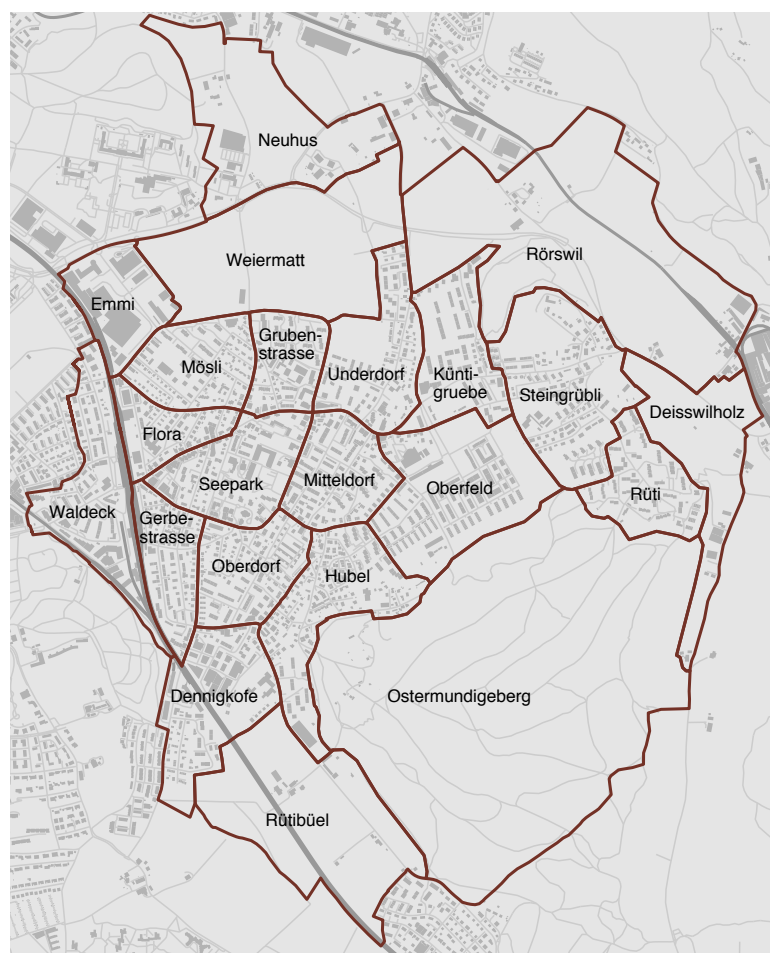 Neuhus
Weiermatt
Rörswil
Emmi
Gruben-
strasse
Mösli
Underdorf
Künti-
gruebe
Steingrübli
Deisswilholz
Flora
Seepark
Mitteldorf
Oberfeld
Rüti
Waldeck
Gerbe-
strasse
Oberdorf
Hubel
Dennigkofe
Ostermundigeberg
Rütibüel